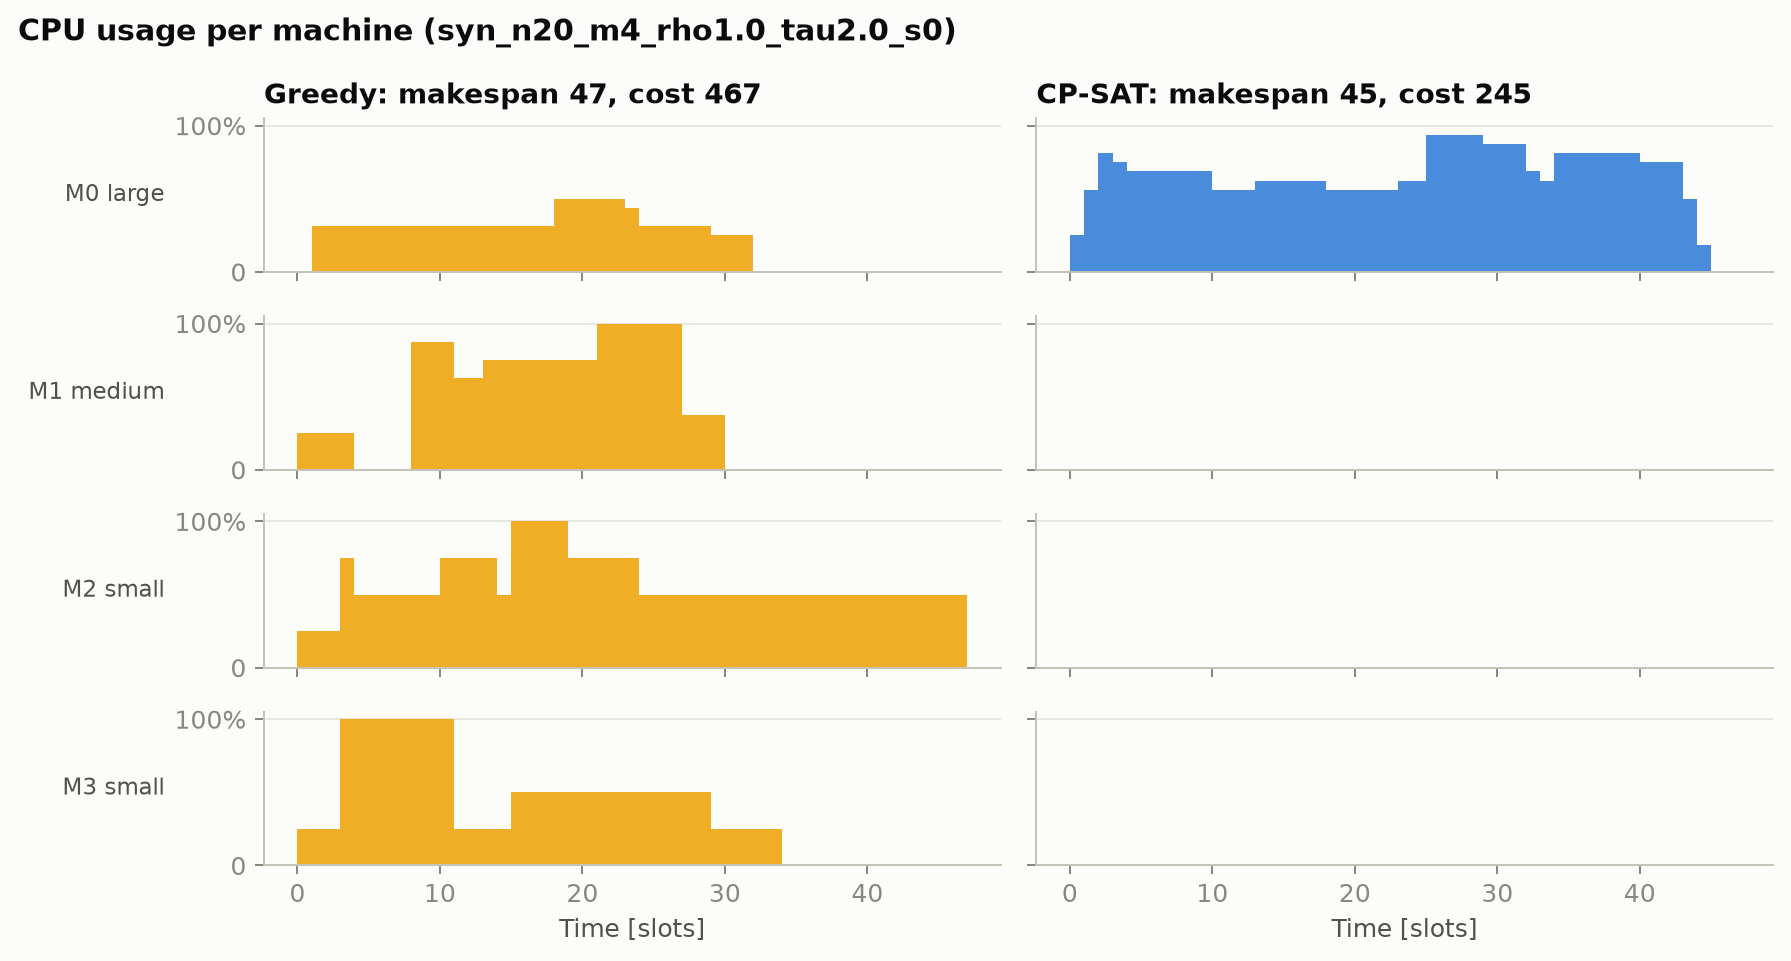 CPU usage per machine (syn_n20_m4_rho1.0_tau2.0_s0)
Greedy: makespan 47, cost 467
CP-SAT: makespan 45, cost 245
100%
M0 large
0
100%
M1 medium
0
100%
M2 small
0
100%
M3 small
0
0 10 20 30 40
0 10 20 30 40
Time [slots]
Time [slots]